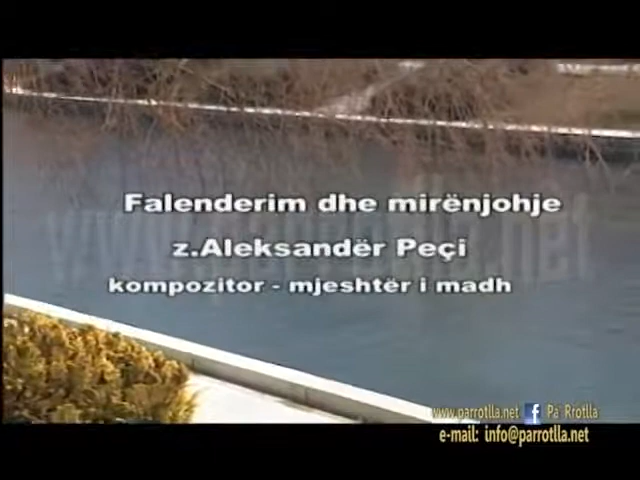 Falenderim dhe mirënjohje
z.Aleksandër Peçi
kompozitor - mjeshtër i madh
www.parrotlla.net f Pa Rrotlla
e-mail: info@parrotlla.net